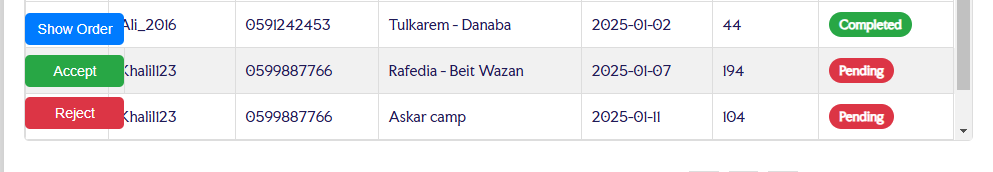 Show Order
Ali_2016 0591242453 Tulkarem - Danaba 2025-01-02 44 Completed
Accept
Khalil123 0599887766 Rafedia - Beit Wazan 2025-01-07 194 Pending
Reject
Khalil123 0599887766 Askar camp 2025-01-11 104 Pending